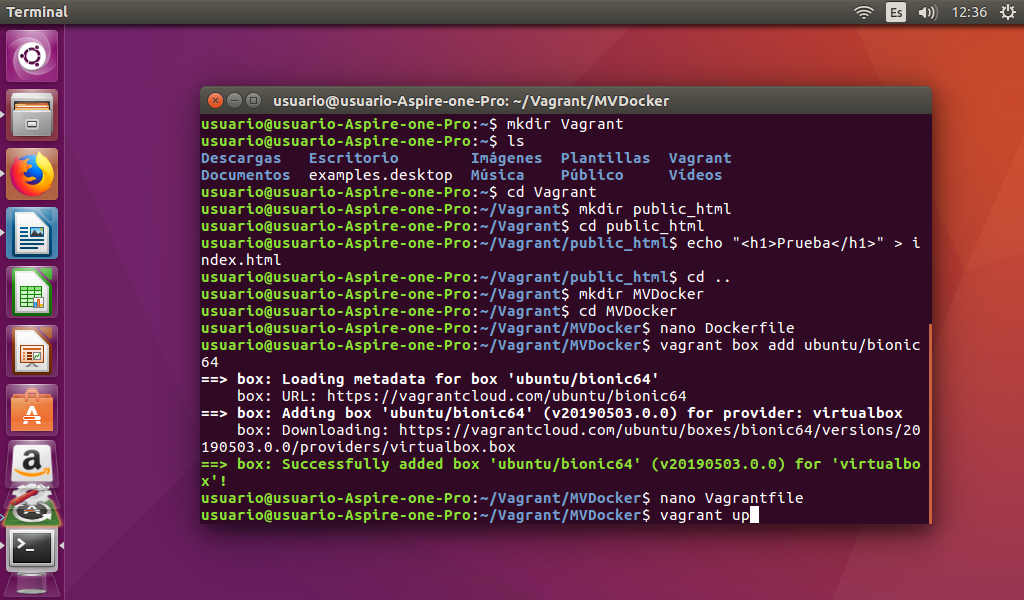 Terminal
Es
12:36
usuario@usuario-Aspire-one-Pro: ~/Vagrant/MVDocker
usuario@usuario-Aspire-one-Pro:~$ mkdir Vagrant
usuario@usuario-Aspire-one-Pro:~$ ls
Descargas Escritorio Imágenes Plantillas Vagrant
Documentos examples.desktop Música Público Vídeos
usuario@usuario-Aspire-one-Pro:~$ cd Vagrant
usuario@usuario-Aspire-one-Pro:~/Vagrant$ mkdir public_html
usuario@usuario-Aspire-one-Pro:~/Vagrant$ cd public_html
usuario@usuario-Aspire-one-Pro:~/Vagrant/public_html$ echo "<h1>Prueba</h1>" > i
ndex.html
usuario@usuario-Aspire-one-Pro:~/Vagrant/public_html$ cd ..
usuario@usuario-Aspire-one-Pro:~/Vagrant$ mkdir MVDocker
usuario@usuario-Aspire-one-Pro:~/Vagrant$ cd MVDocker
usuario@usuario-Aspire-one-Pro:~/Vagrant/MVDocker$ nano Dockerfile
usuario@usuario-Aspire-one-Pro:~/Vagrant/MVDocker$ vagrant box add ubuntu/bionic
64
==> box: Loading metadata for box 'ubuntu/bionic64'
box: URL: https://vagrantcloud.com/ubuntu/bionic64
==> box: Adding box 'ubuntu/bionic64' (v20190503.0.0) for provider: virtualbox
box: Downloading: https://vagrantcloud.com/ubuntu/boxes/bionic64/versions/20
190503.0.0/providers/virtualbox.box
==> box: Successfully added box 'ubuntu/bionic64' (v20190503.0.0) for 'virtualbo
x'!
usuario@usuario-Aspire-one-Pro:~/Vagrant/MVDocker$ nano Vagrantfile
usuario@usuario-Aspire-one-Pro:~/Vagrant/MVDocker$ vagrant up